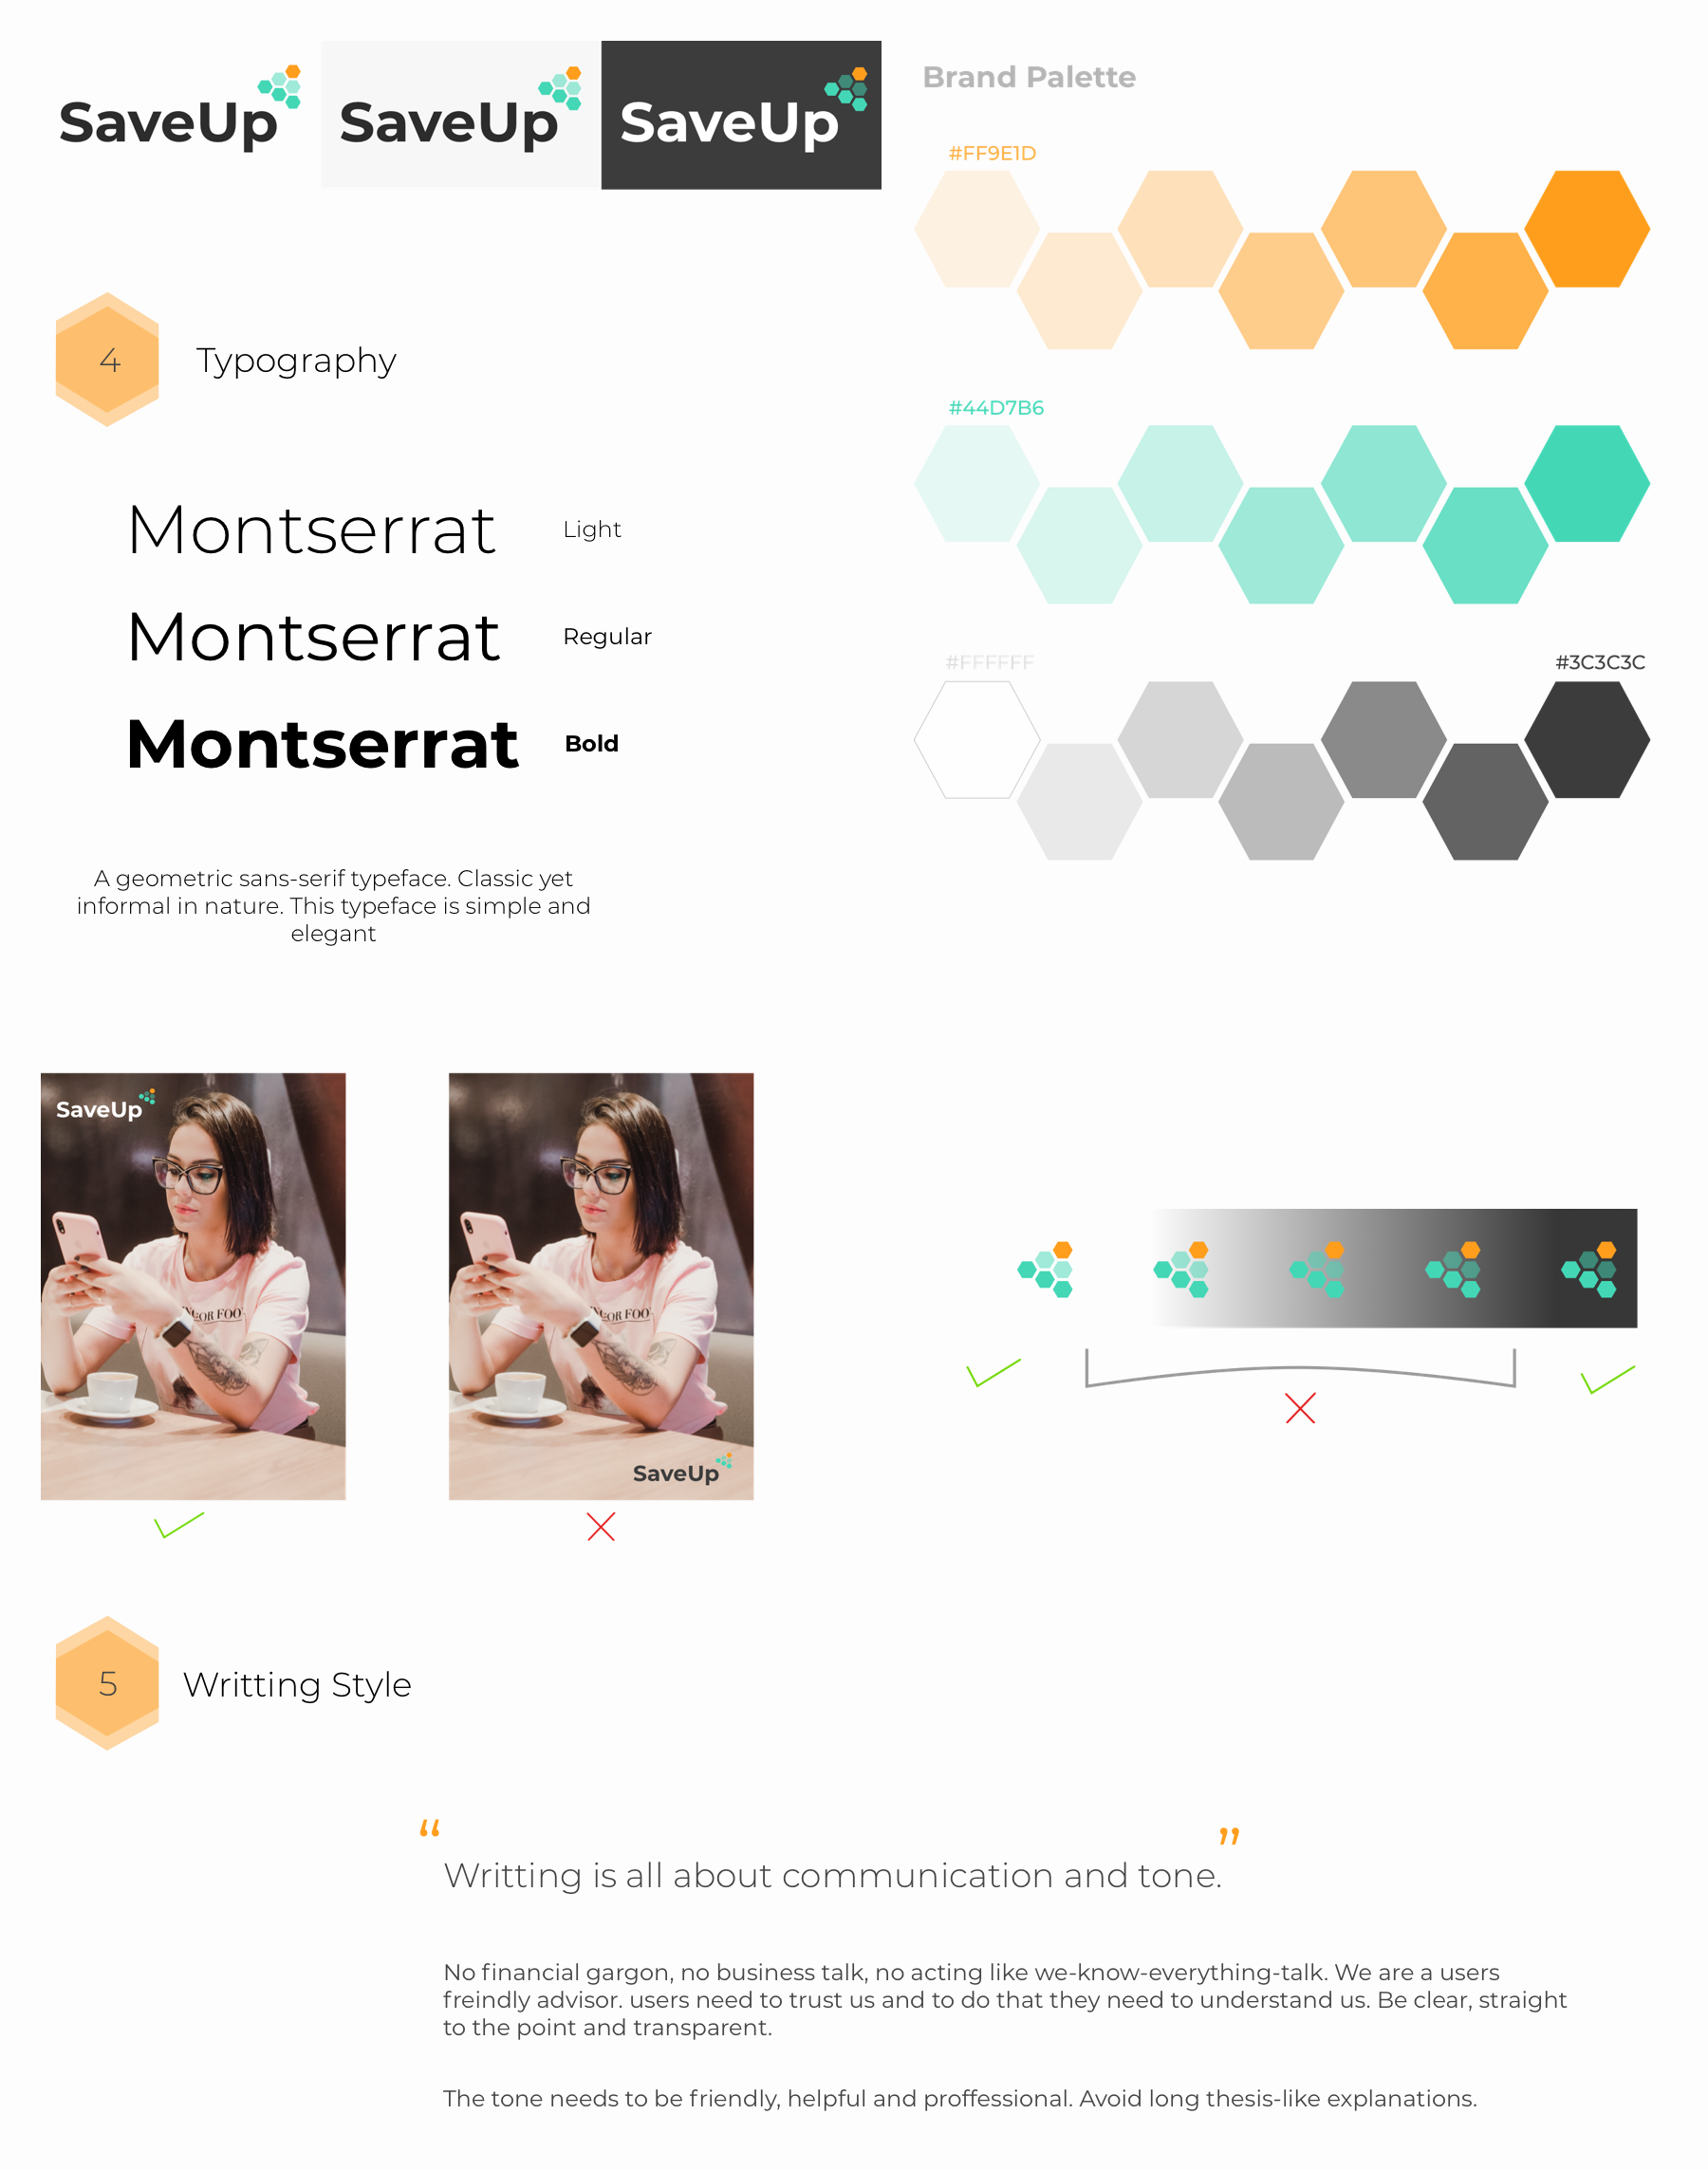 SaveUp
SaveUp
SaveUp
Brand Palette
#FF9E1D
#44D7B6
#FFFFFF
#3C3C3C
4
Typography
Montserrat
Light
Montserrat
Regular
Montserrat
Bold
A geometric sans-serif typeface. Classic yet
informal in nature. This typeface is simple and
elegant
SaveUp
OR FOO
SaveUp
OR FOO
5
Writting Style
“
Writting is all about communication and tone.
”
No financial gargon, no business talk, no acting like we-know-everything-talk. We are a users
freindly advisor. users need to trust us and to do that they need to understand us. Be clear, straight
to the point and transparent.
The tone needs to be friendly, helpful and proffessional. Avoid long thesis-like explanations.